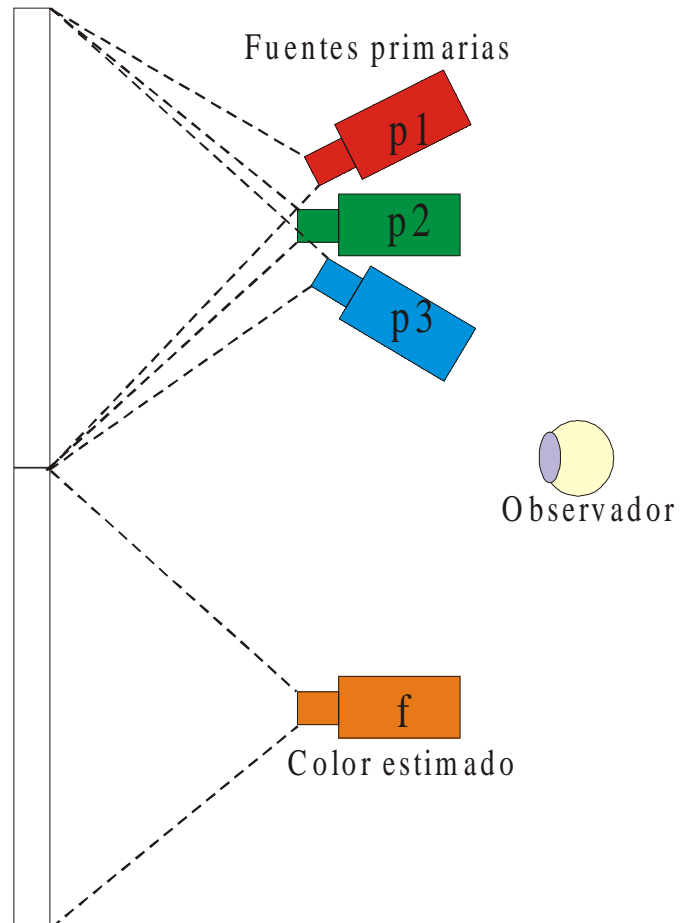 Fuentes primarias
p1
p2
p3
Observador
f
Color estimado